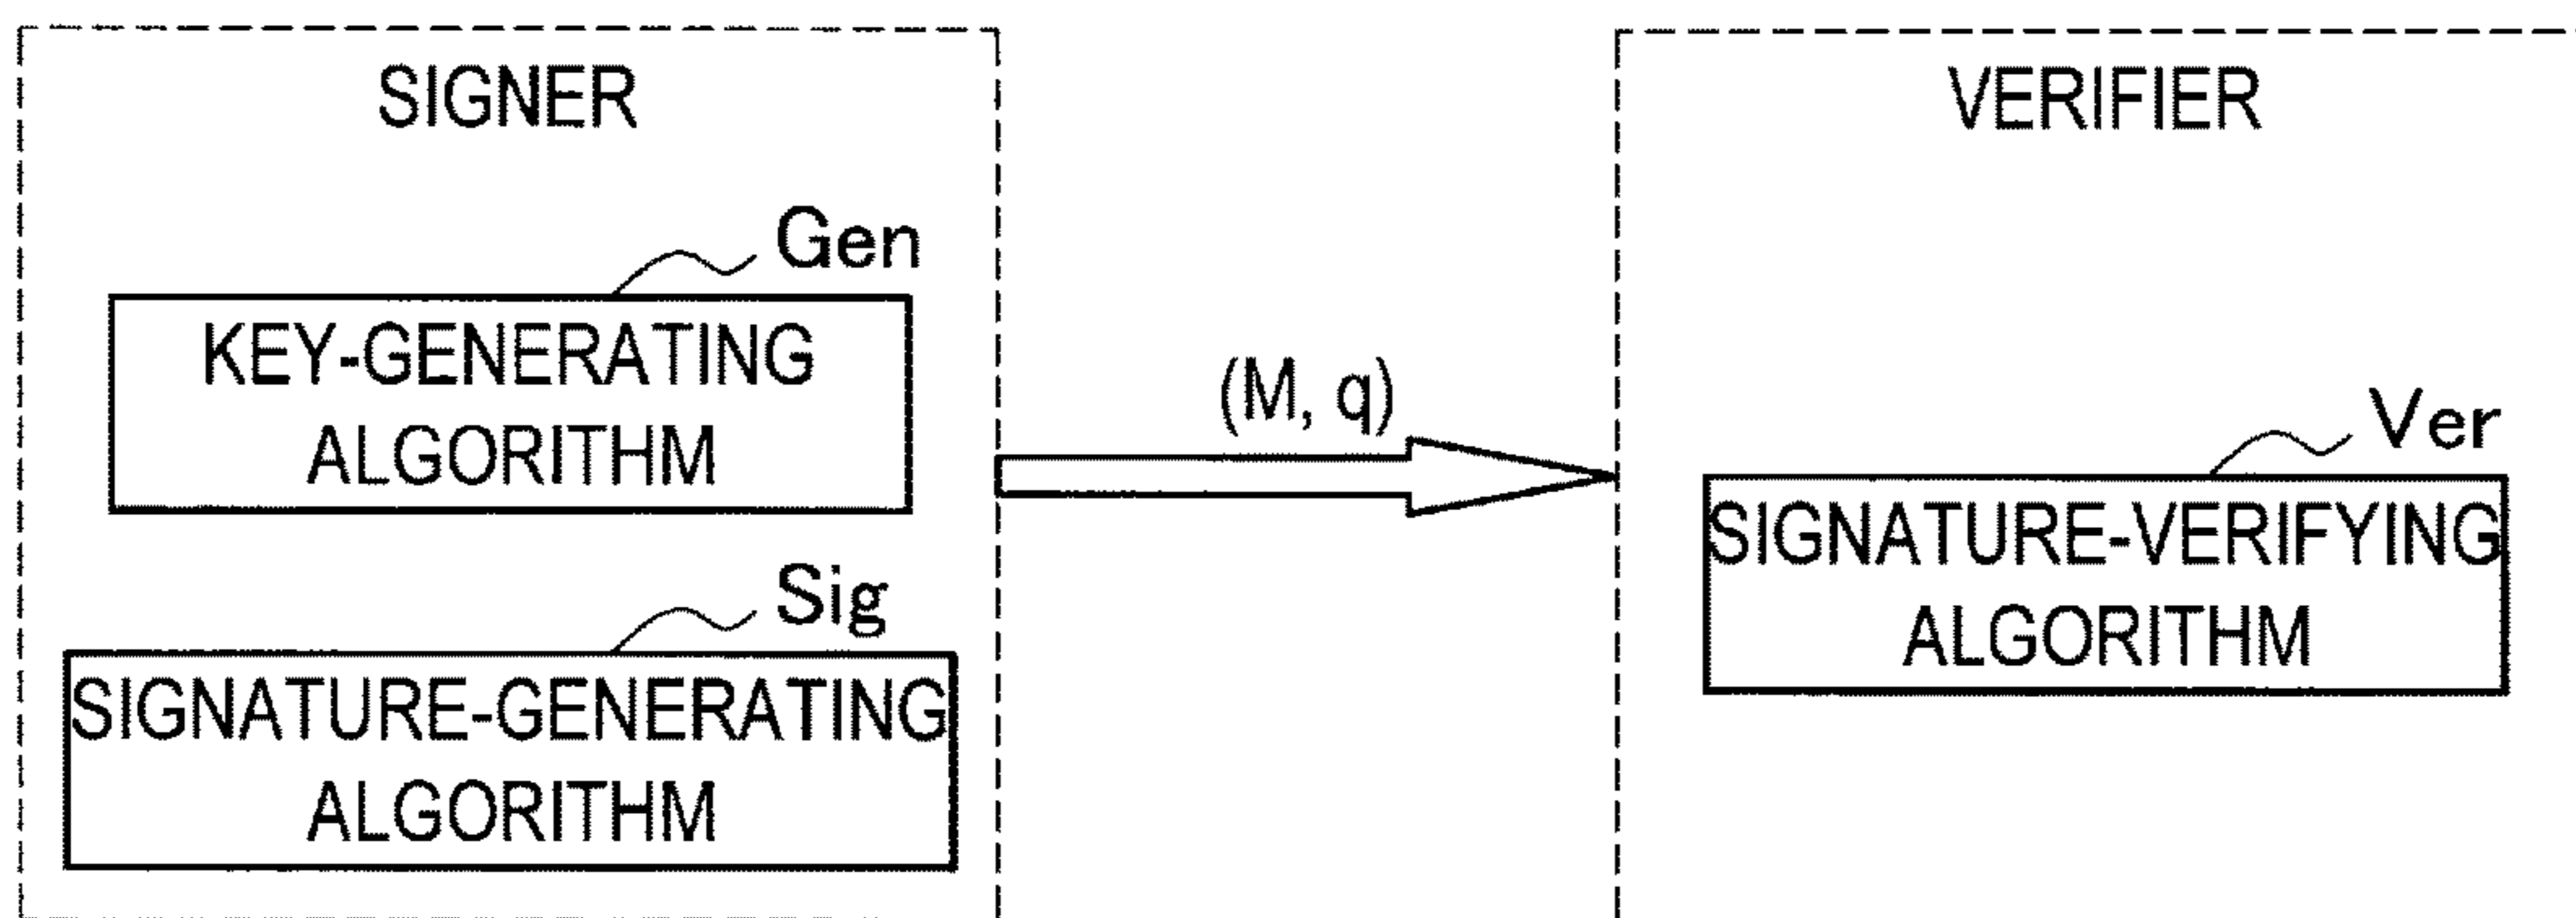 SIGNER
Gen
KEY-GENERATING
ALGORITHM
Sig
SIGNATURE-GENERATING
ALGORITHM
(M, q)
VERIFIER
Ver
SIGNATURE-VERIFYING
ALGORITHM